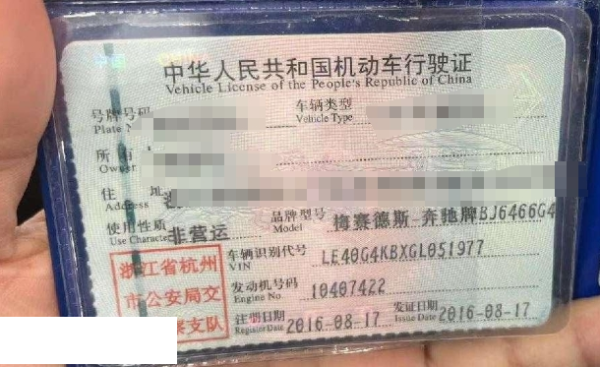 中华人民共和国机动车行驶证
Vehicle License of the People's Republic of China
号牌号码 车辆类型
Plate Vehicle Type
所
Owner
住 址
Address
使用性质 非营运 品牌型号 梅赛德斯-奔驰牌BJ6466G4
Use Character Model
车辆识别代号 LE40G4KBXGL051977
VIN
浙江省杭州
市公安局交
察支队
发动机号码 10407422
Engine No
注册日期 2016-08-17 发证日期 2016-08-17
Register Date Issue Date